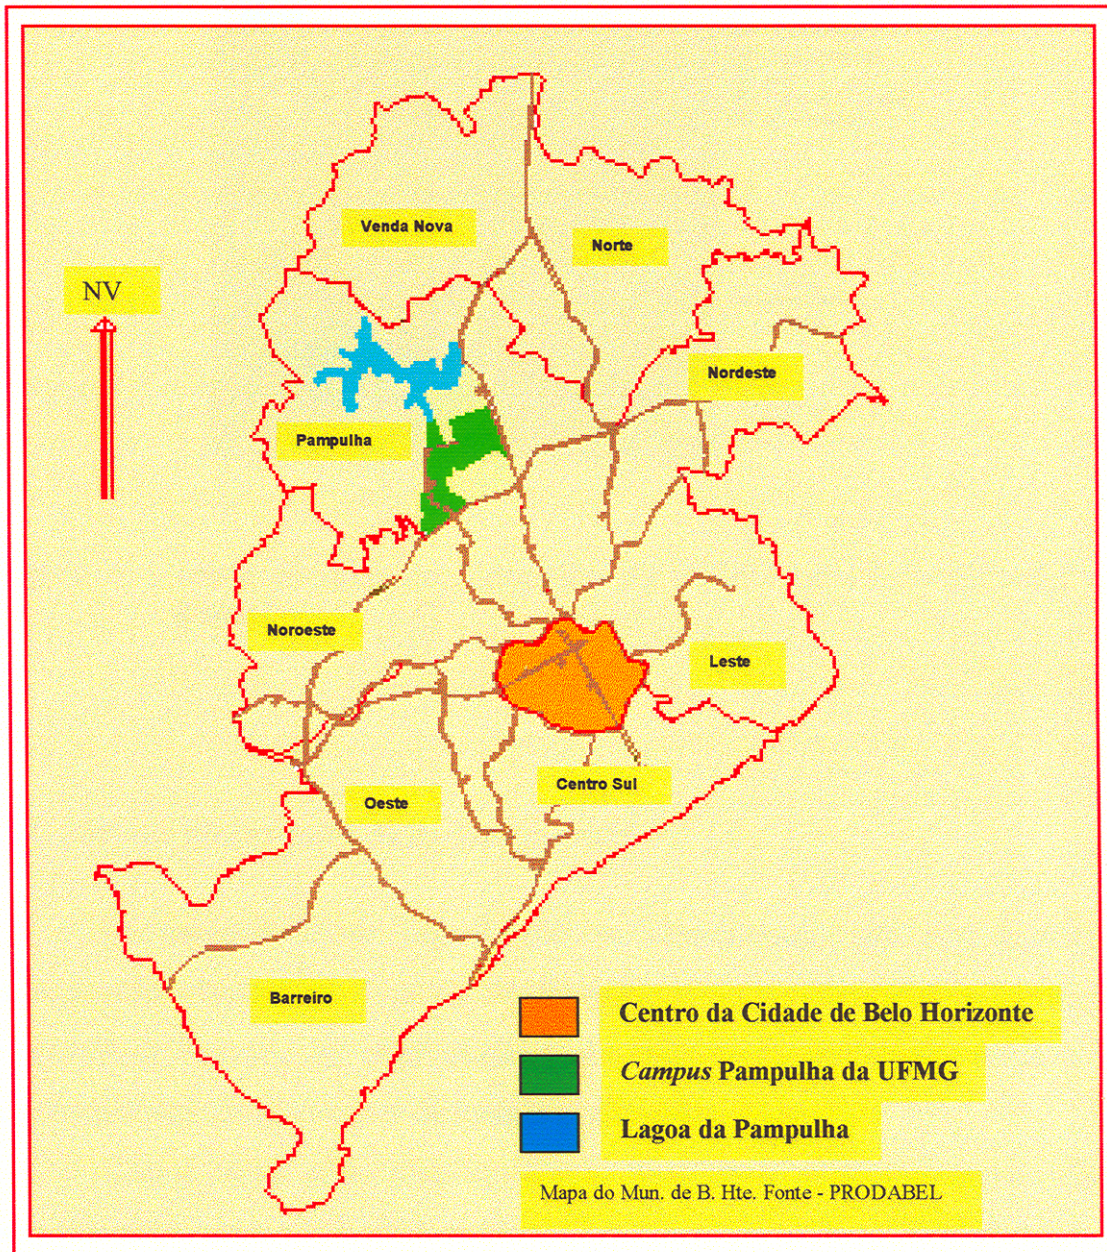 Venda Nova
Norte
NV
Nordeste
Pampulha
Noroeste
Leste
Centro Sul
Oeste
Barreiro
Centro da Cidade de Belo Horizonte
Campus Pampulha da UFMG
Lagoa da Pampulha
Mapa do Mun. de B. Hte. Fonte - PRODABEL